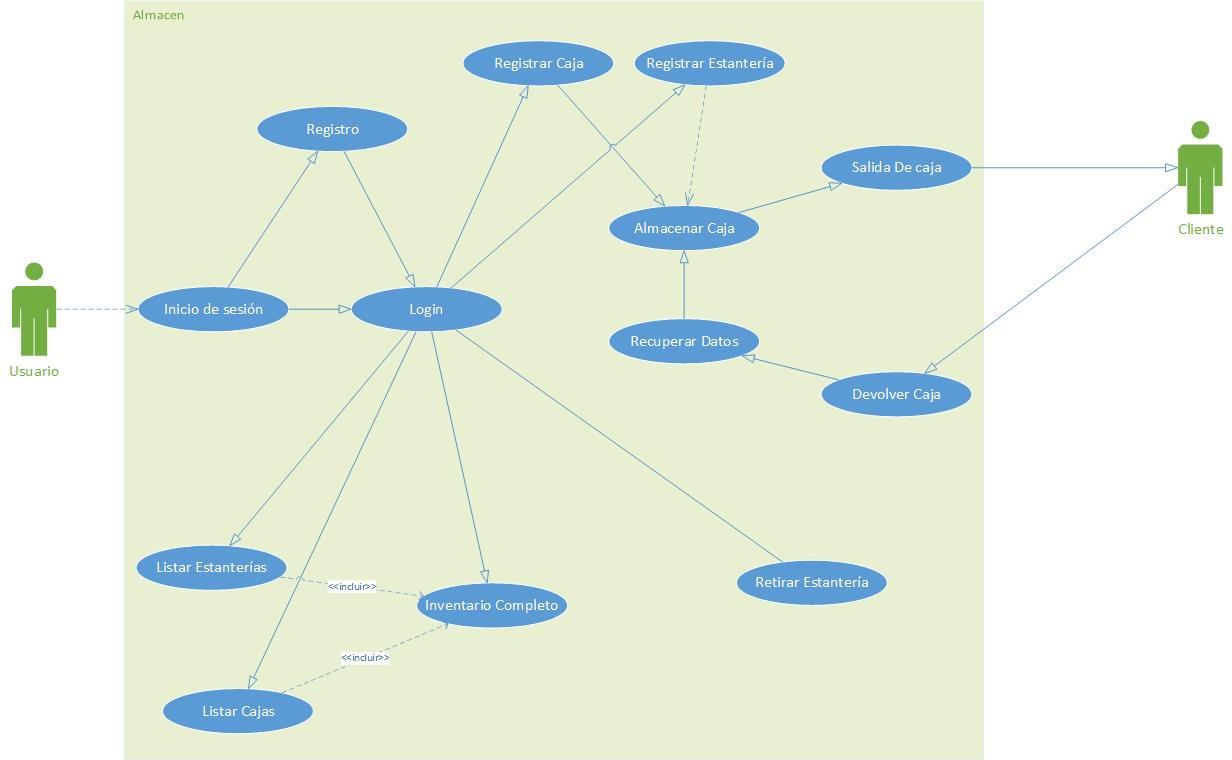 Almacen
Registrar Caja
Registrar Estantería
Registro
Salida De caja
Almacenar Caja
Cliente
Inicio de sesión
Login
Recuperar Datos
Usuario
Devolver Caja
Listar Estanterías
<<incluir>>
Retirar Estantería
Inventario Completo
<<incluir>>
Listar Cajas